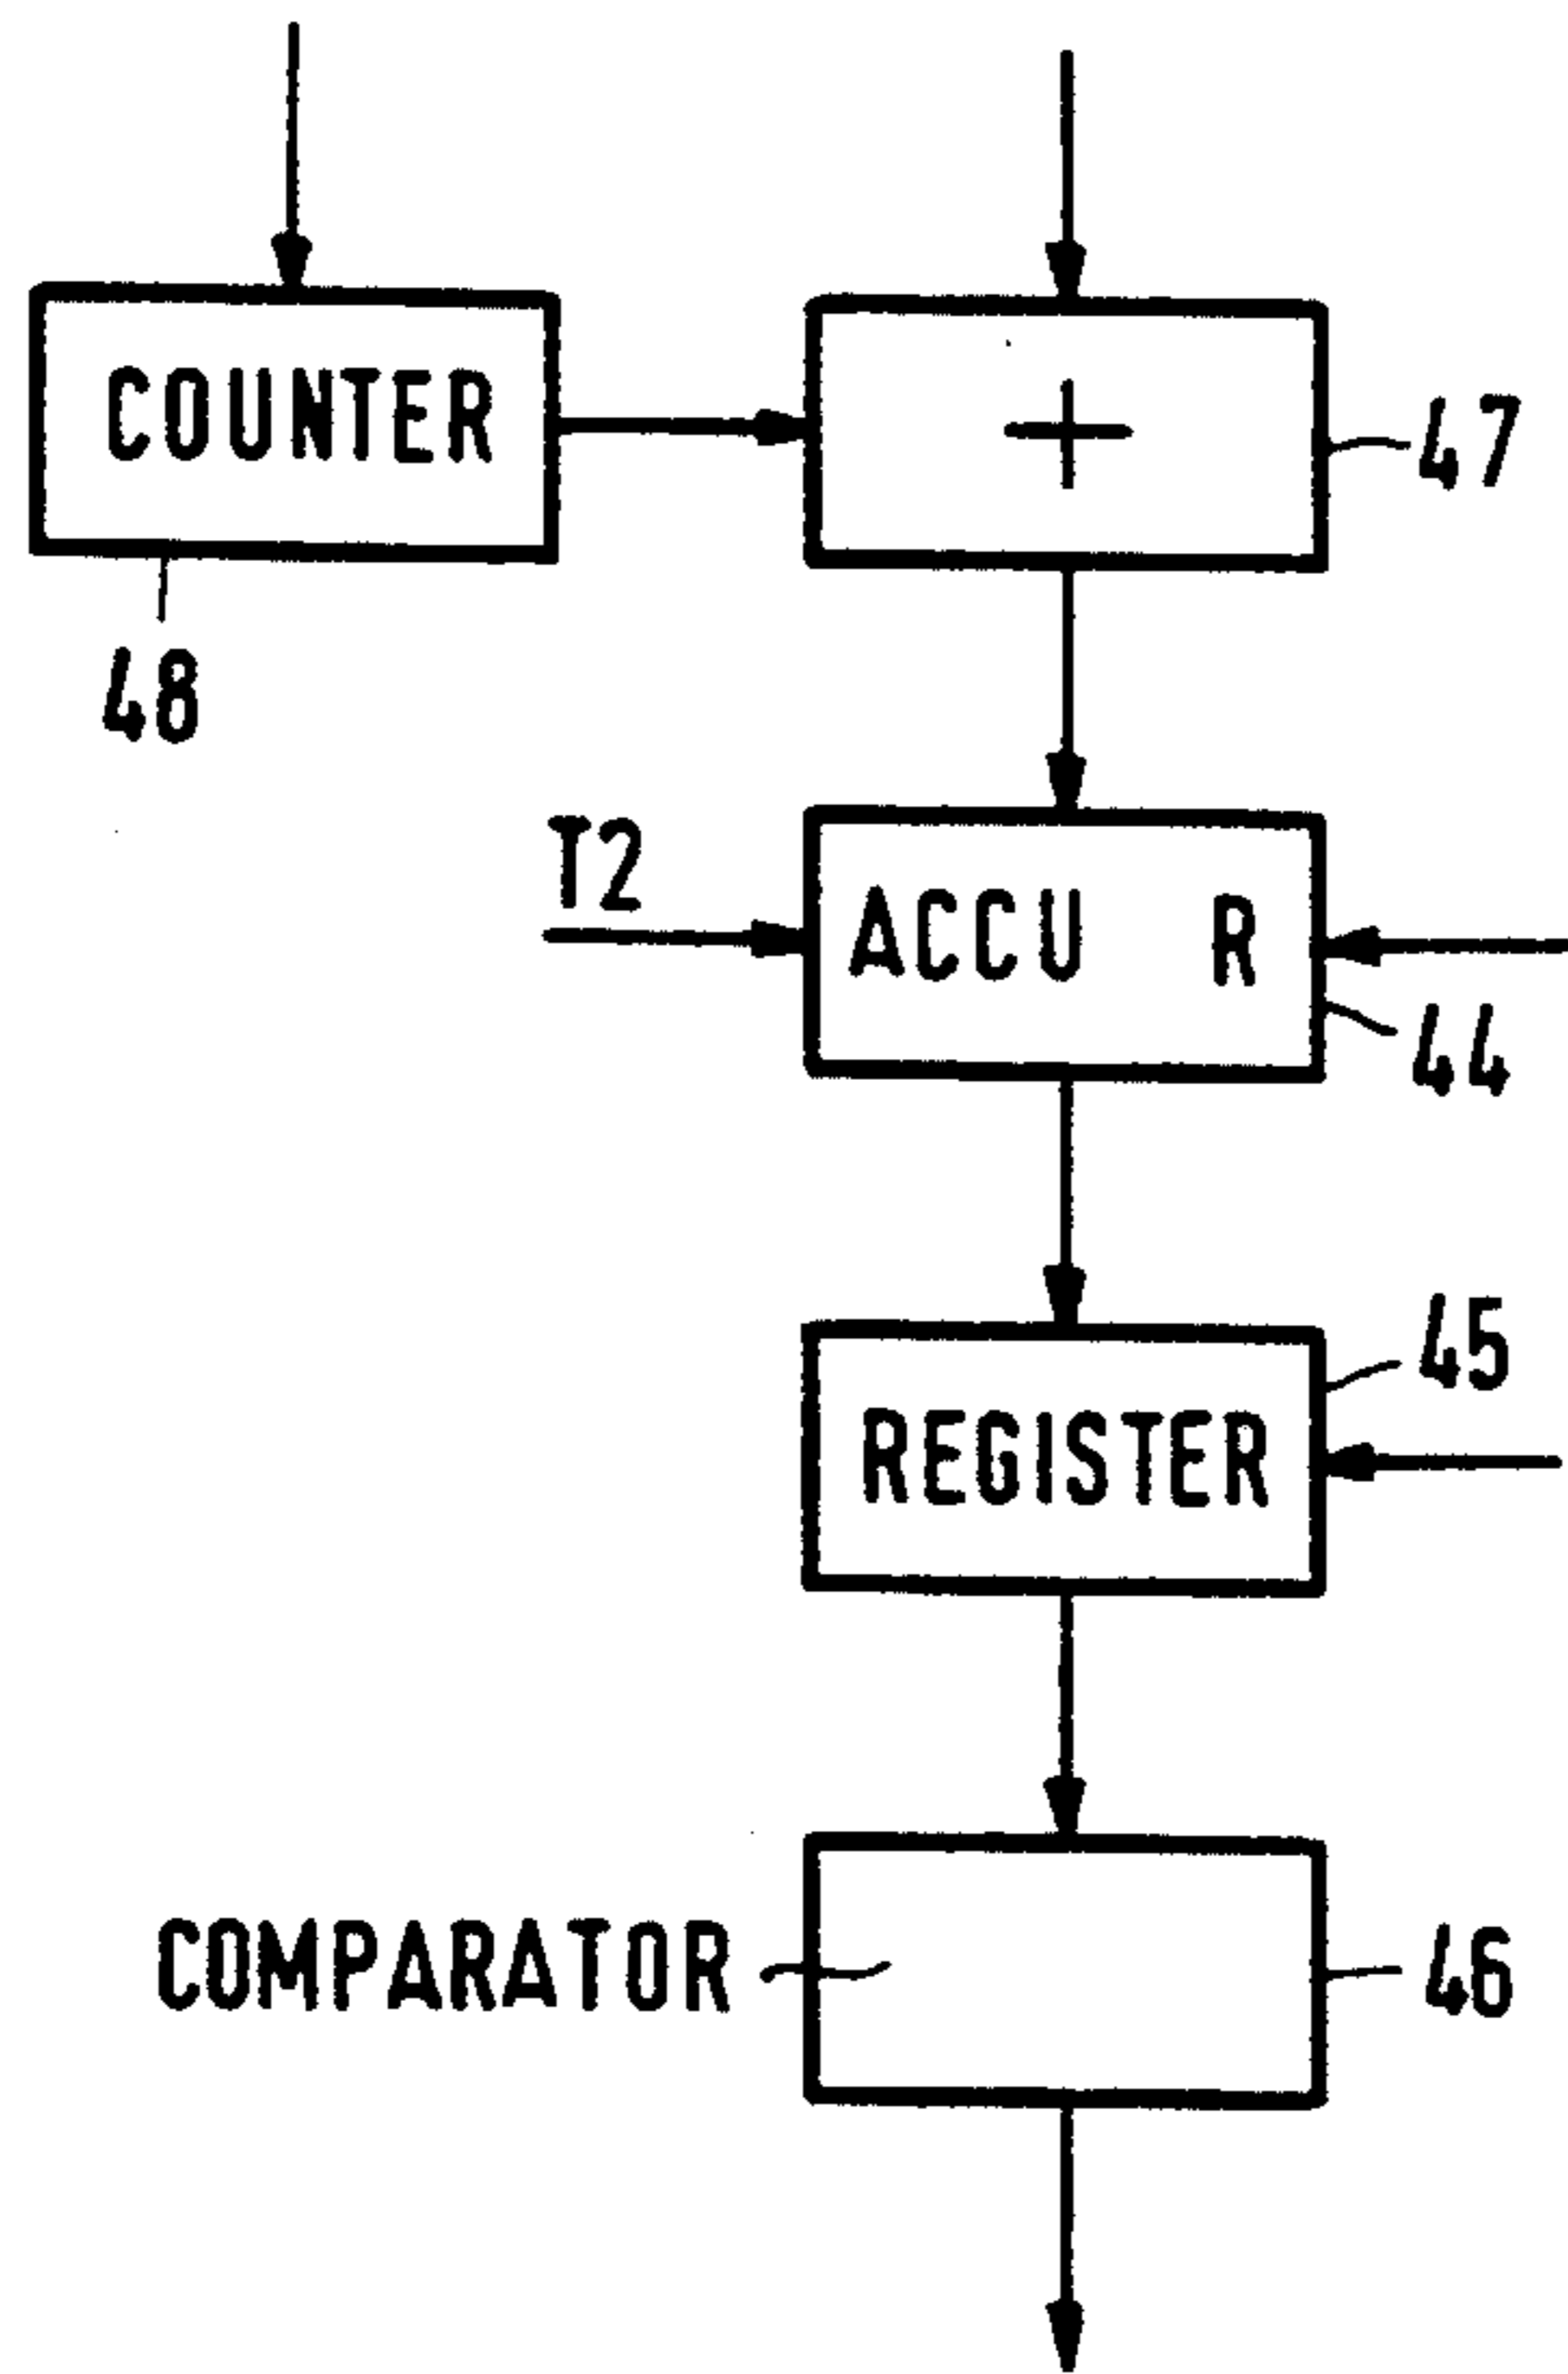 COUNTER
+
47
48
T2
ACCU R
44
45
REGISTER
COMPARATOR
46